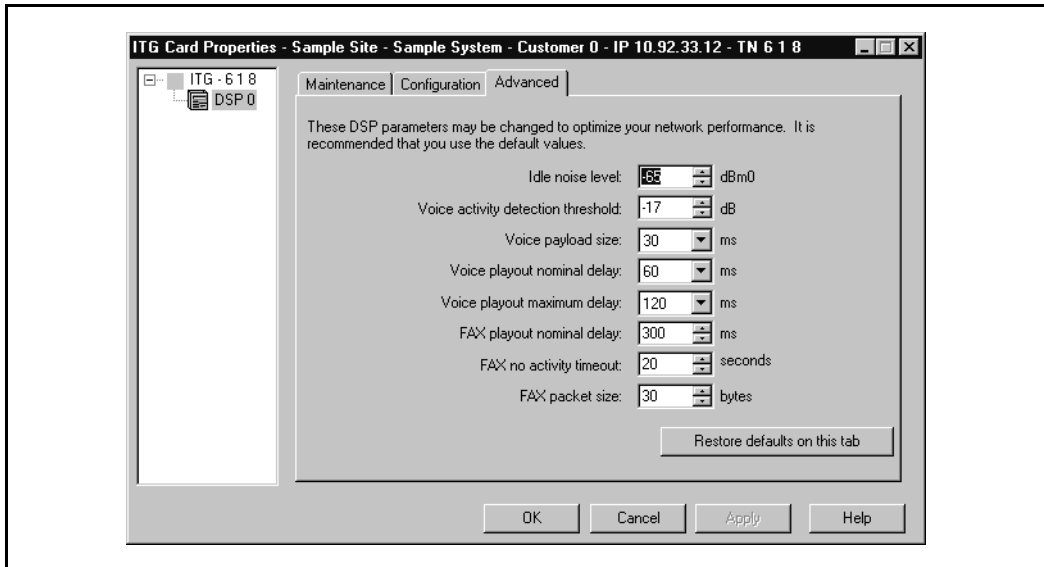 ITG Card Properties - Sample Site - Sample System - Customer 0 - IP 10.92.33.12 - TN 6 1 8
ITG - 6 1 8
DSP 0
Maintenance Configuration Advanced
These DSP parameters may be changed to optimize your network performance. It is
recommended that you use the default values.
Idle noise level: -65 dBm0
Voice activity detection threshold: -17 dB
Voice payload size: 30 ms
Voice playout nominal delay: 60 ms
Voice playout maximum delay: 120 ms
FAX playout nominal delay: 300 ms
FAX no activity timeout: 20 seconds
FAX packet size: 30 bytes
Restore defaults on this tab
OK Cancel Apply Help